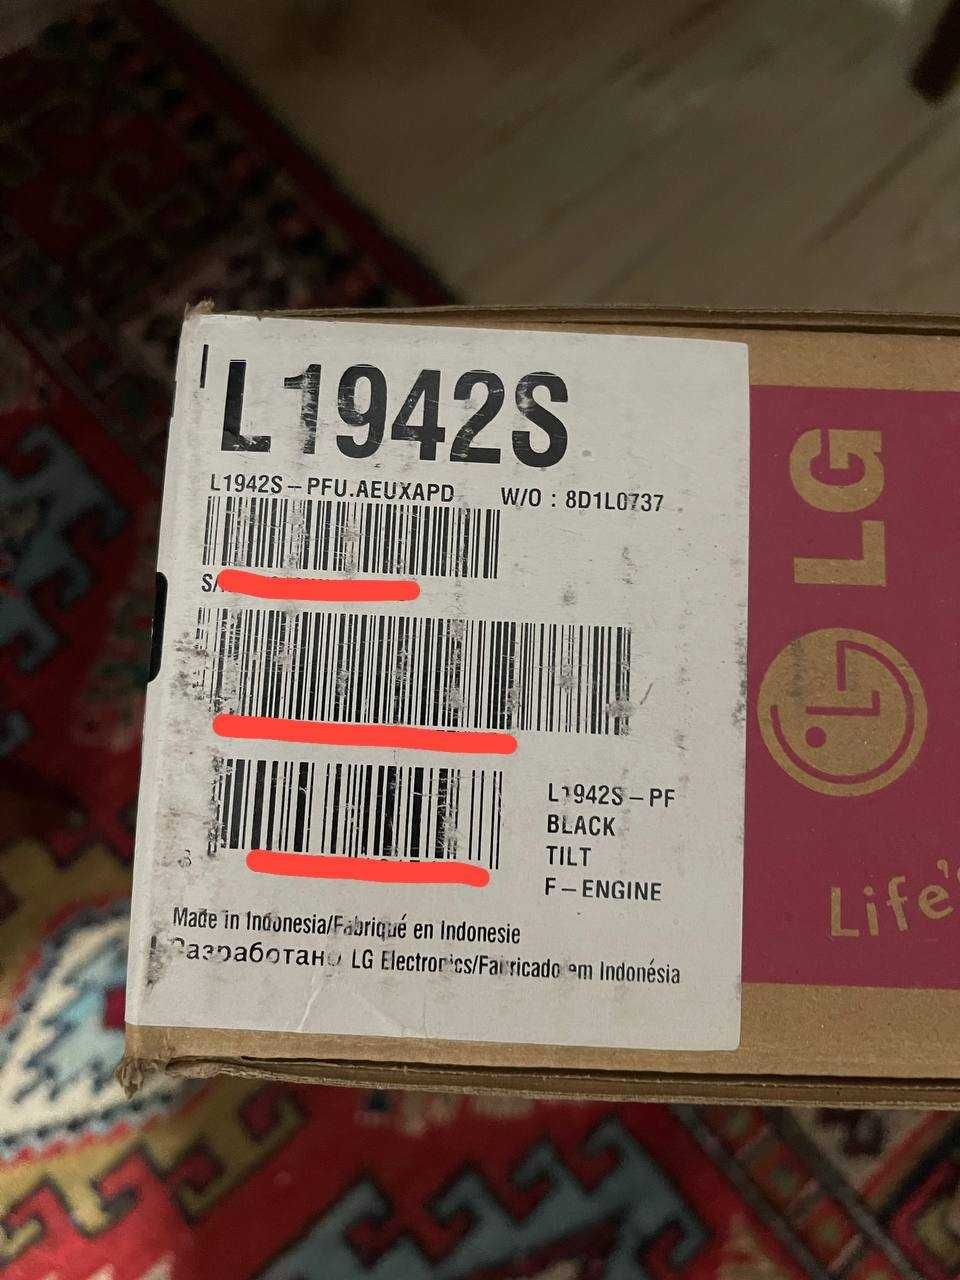 L1942S
L1942S-PFU.AEUXAPD W/O : 8D1L0737
L1942S-PF
BLACK
TILT
F-ENGINE
Made in Indonesia/Fabriqué en Indonesie
Разработано LG Electronics/Fabricado em Indonésia
LG
Life's